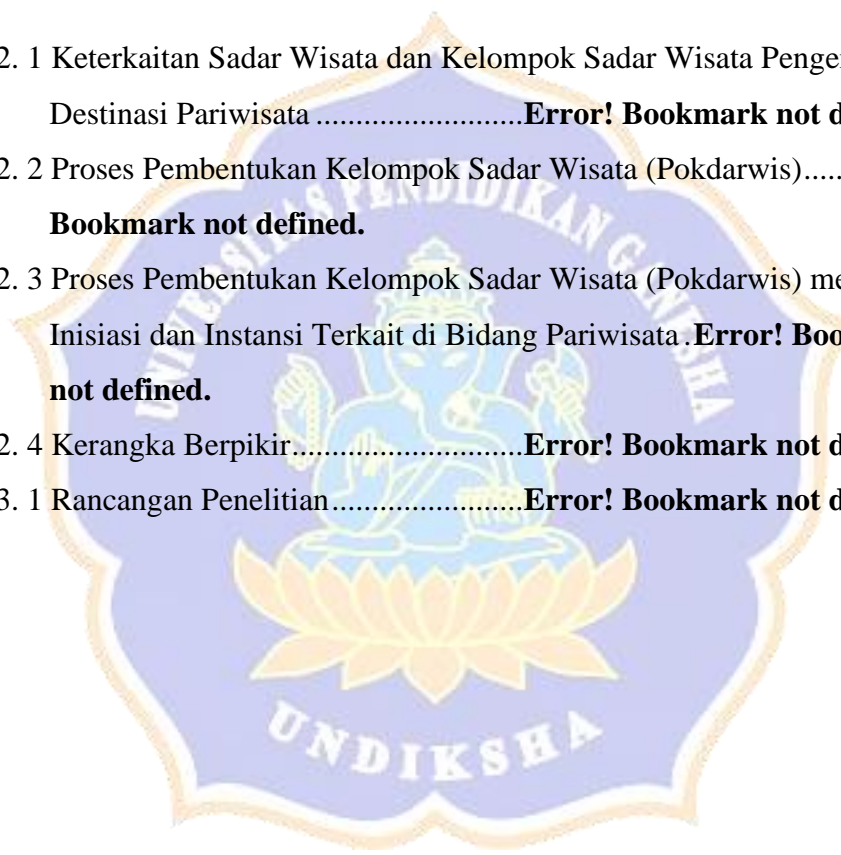 2. 1 Keterkaitan Sadar Wisata dan Kelompok Sadar Wisata
Destinasi Pariwisata ..........................Error! Bookmark not
2. 2 Proses Pembentukan Kelompok Sadar Wisata (Pokdarwis).....
Bookmark not defined.
2. 3 Proses Pembentukan Kelompok Sadar Wisata (Pokdarwis)
Inisiasi dan Instansi Terkait di Bidang Pariwisata .Error!
not defined.
2. 4 Kerangka Berpikir.............................Error! Bookmark not
3. 1 Rancangan Penelitian........................Error! Bookmark not
UNIVERSITAS PENDIDIKAN GANESHA
UNDIKSHA